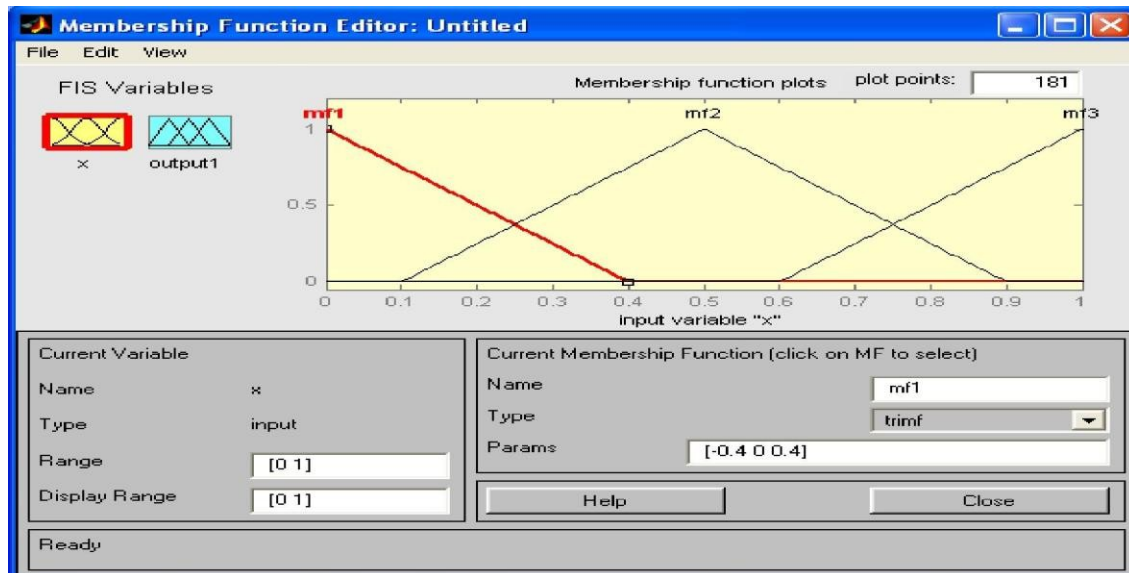 Membership Function Editor: Untitled
File Edit View
FIS Variables
x
output1
Membership function plots plot points: 181
mf1 mf2 mf3
1
0.5
0
0 0.1 0.2 0.3 0.4 0.5 0.6 0.7 0.8 0.9 1
input variable "x"
Current Variable
Name x
Type input
Range [0 1]
Display Range [0 1]
Current Membership Function (click on MF to select)
Name mf1
Type trimf
Params [-0.4 0 0.4]
Help Close
Ready